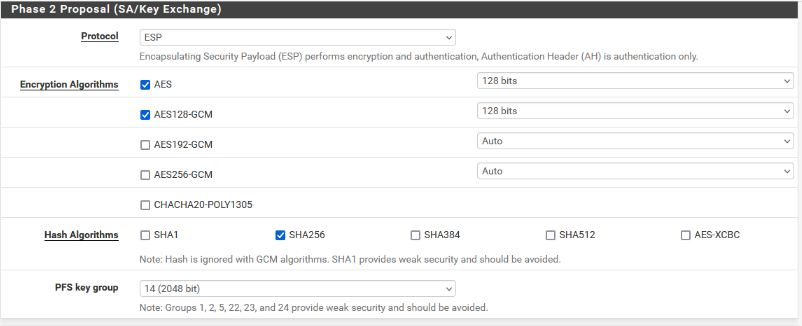 Phase 2 Proposal (SA/Key Exchange)
Protocol ESP
Encapsulating Security Payload (ESP) performs encryption and authentication, Authentication Header (AH) is authentication only.
Encryption Algorithms AES 128 bits
AES128-GCM 128 bits
AES192-GCM Auto
AES256-GCM Auto
CHACHA20-POLY1305
Hash Algorithms SHA1 SHA256 SHA384 SHA512 AES-XCBC
Note: Hash is ignored with GCM algorithms. SHA1 provides weak security and should be avoided.
PFS key group 14 (2048 bit)
Note: Groups 1, 2, 5, 22, 23, and 24 provide weak security and should be avoided.